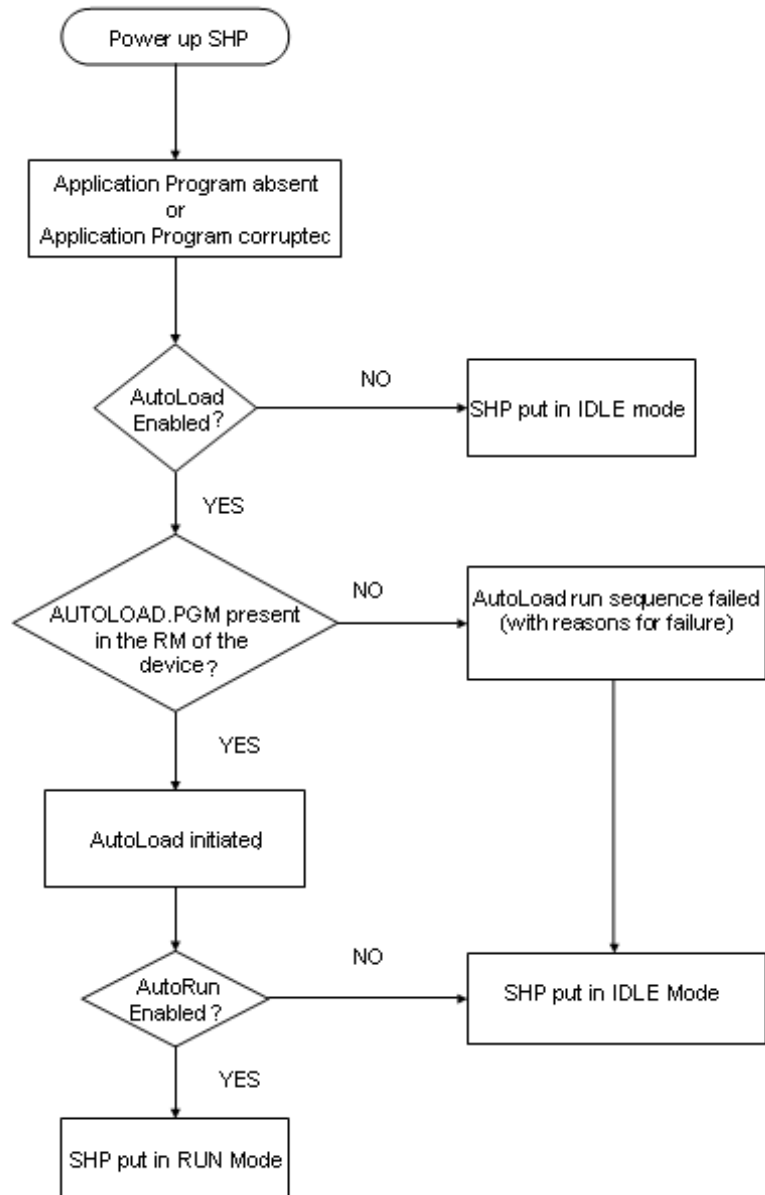 Power up SHP
Application Program absent
or
Application Program corruptec
AutoLoad
Enabled?
NO
SHP put in IDLE mode
YES
AUTOLOAD.PGM present
in the RM of the
device?
NO
AutoLoad run sequence failed
(with reasons for failure)
YES
AutoLoad initiated
AutoRun
Enabled?
NO
SHP put in IDLE Mode
YES
SHP put in RUN Mode